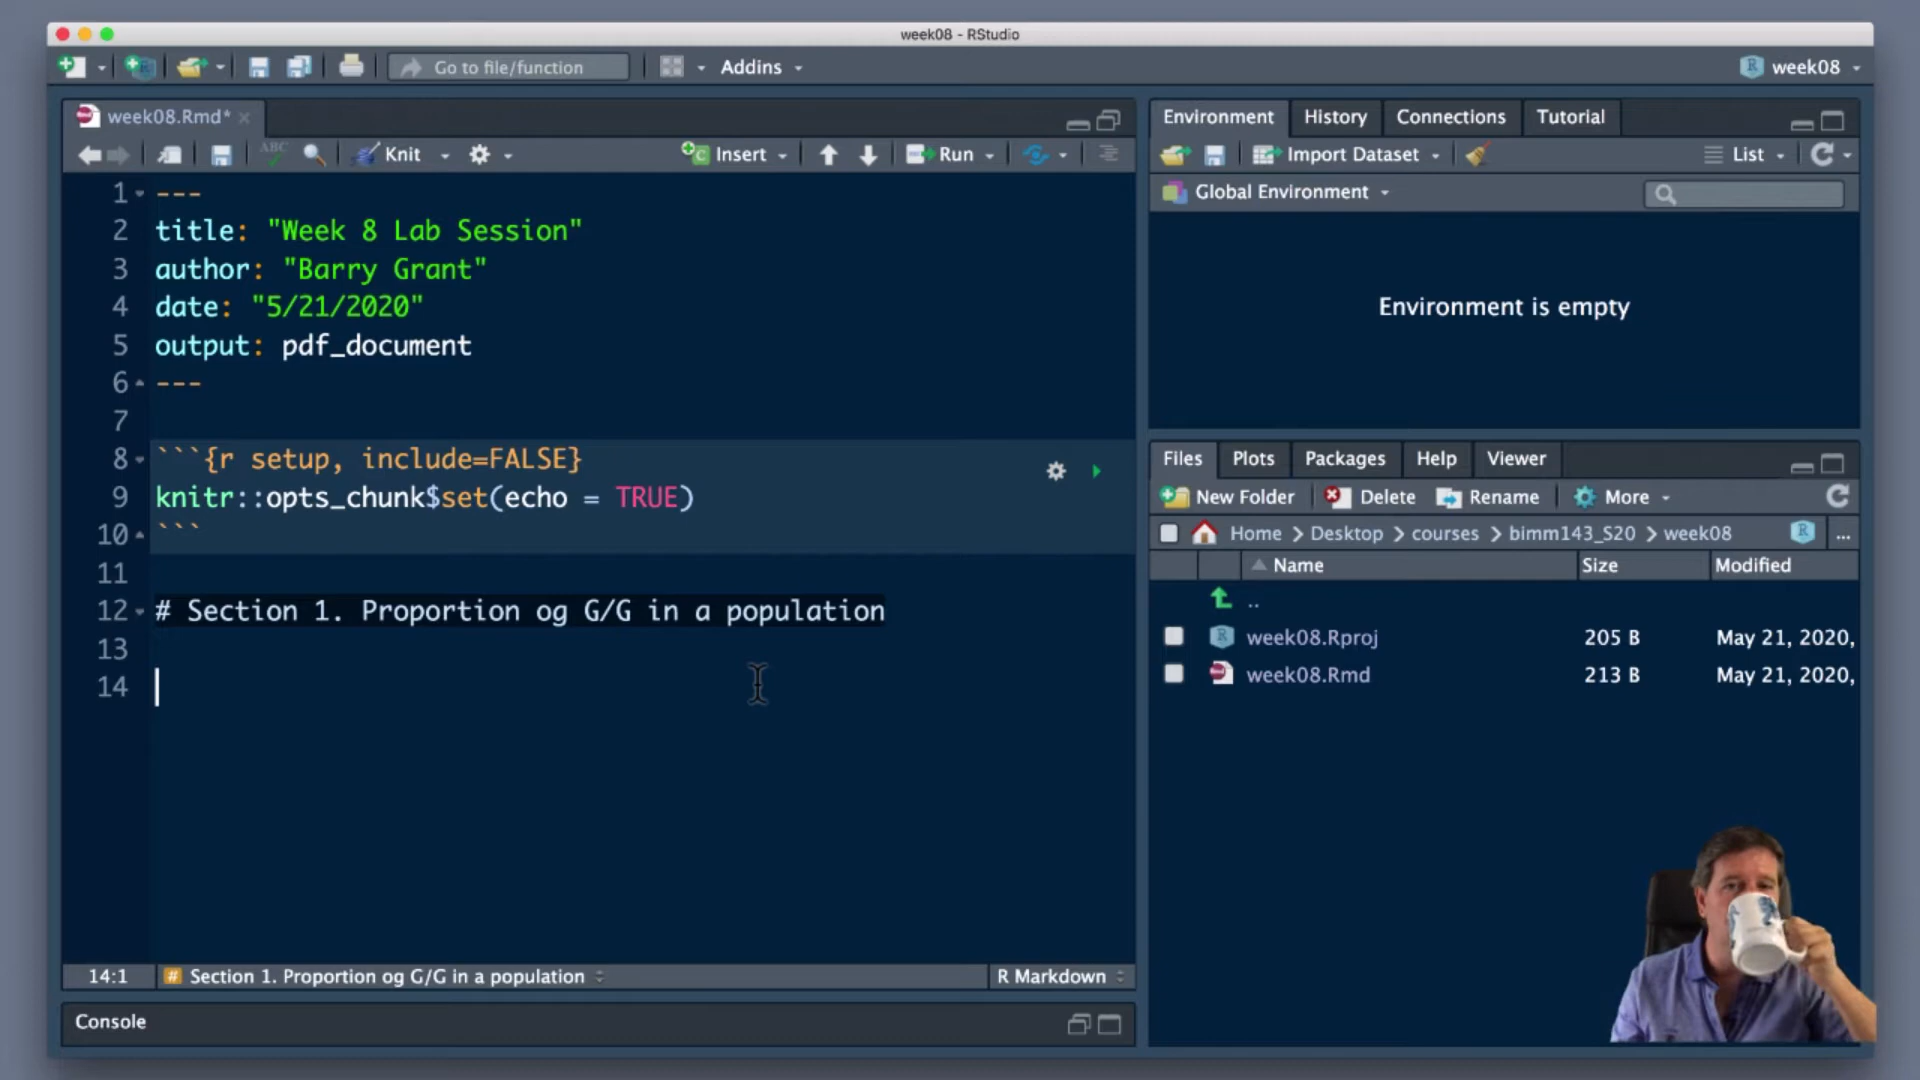 week08 - RStudio
Go to file/function
Addins
week08
week08.Rmd*
ABC
Knit
Insert
Run
1 ---
2 title: "Week 8 Lab Session"
3 author: "Barry Grant"
4 date: "5/21/2020"
5 output: pdf_document
6 ---
7
8 ```{r setup, include=FALSE}
9 knitr::opts_chunk$set(echo = TRUE)
10 ```
11
12 # Section 1. Proportion og G/G in a population
13
14
14:1 # Section 1. Proportion og G/G in a population R Markdown
Console
Environment History Connections Tutorial
Import Dataset List
Global Environment
Environment is empty
Files Plots Packages Help Viewer
New Folder Delete Rename More
Home > Desktop > courses > bimm143_S20 > week08 R ...
Name Size Modified
..
week08.Rproj 205 B May 21, 2020,
week08.Rmd 213 B May 21, 2020,